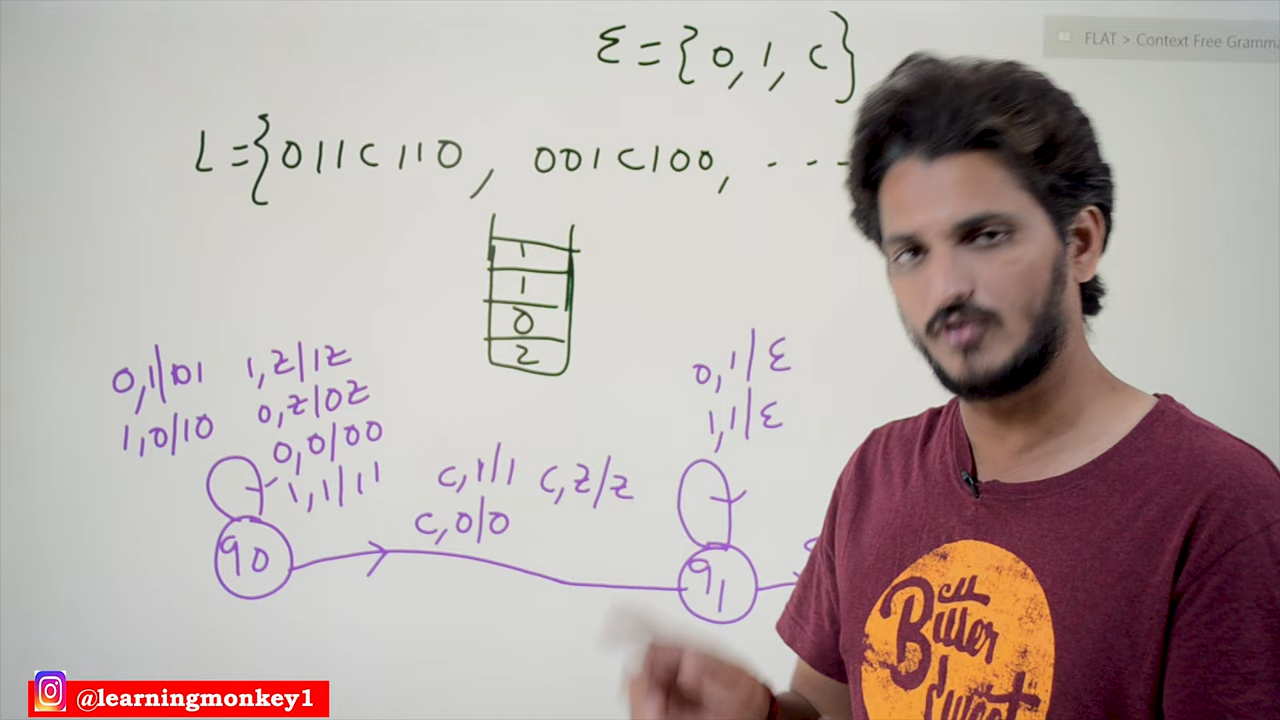 FLAT > Context Free Gramma
Ɛ = {0, 1, C}
L = {011C110, 001C100, ...
1
1
0
Z
0,1/01 1,Z/1Z
1,0/10 0,Z/0Z
0,0/00
1,1/11
C,1/1 C,Z/Z
C,0/0
0,1/Ɛ
1,1/Ɛ
q0
q1
Bitter
Sweet
@learningmonkey1